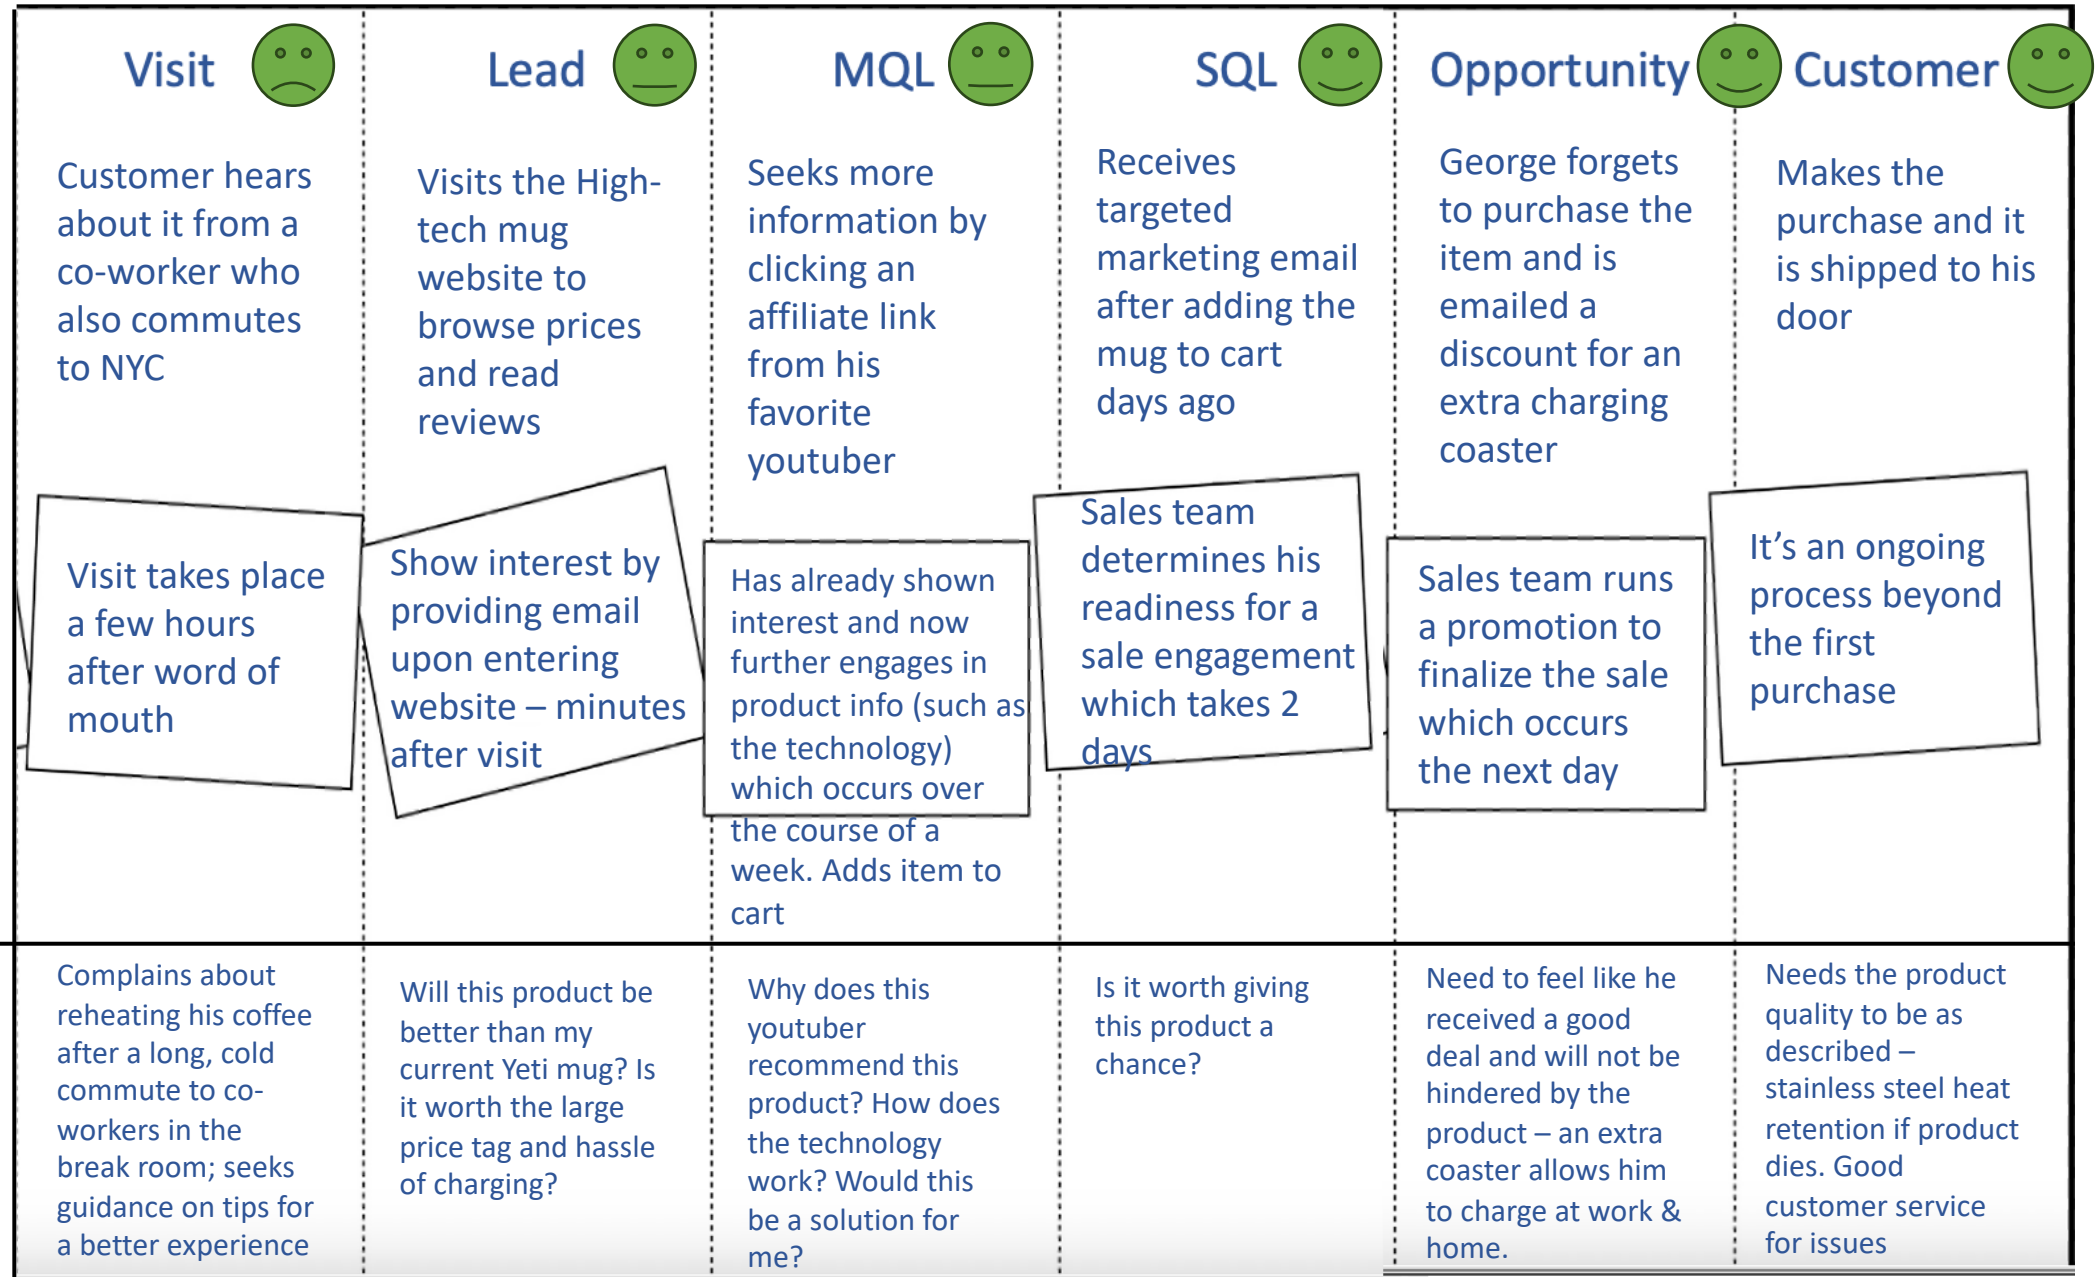 Visit
Lead
MQL
SQL
Opportunity
Customer
Customer hears
about it from a
co-worker who
also commutes
to NYC
Visits the High-
tech mug
website to
browse prices
and read
reviews
Seeks more
information by
clicking an
affiliate link
from his
favorite
youtuber
Receives
targeted
marketing email
after adding the
mug to cart
days ago
George forgets
to purchase the
item and is
emailed a
discount for an
extra charging
coaster
Makes the
purchase and it
is shipped to his
door
Visit takes place
a few hours
after word of
mouth
Show interest by
providing email
upon entering
website – minutes
after visit
Has already shown
interest and now
further engages in
product info (such as
the technology)
which occurs over
the course of a
week. Adds item to
cart
Sales team
determines his
readiness for a
sale engagement
which takes 2
days
Sales team runs
a promotion to
finalize the sale
which occurs
the next day
It’s an ongoing
process beyond
the first
purchase
Complains about
reheating his coffee
after a long, cold
commute to co-
workers in the
break room; seeks
guidance on tips for
a better experience
Will this product be
better than my
current Yeti mug? Is
it worth the large
price tag and hassle
of charging?
Why does this
youtuber
recommend this
product? How does
the technology
work? Would this
be a solution for
me?
Is it worth giving
this product a
chance?
Need to feel like he
received a good
deal and will not be
hindered by the
product – an extra
coaster allows him
to charge at work &
home.
Needs the product
quality to be as
described –
stainless steel heat
retention if product
dies. Good
customer service
for issues